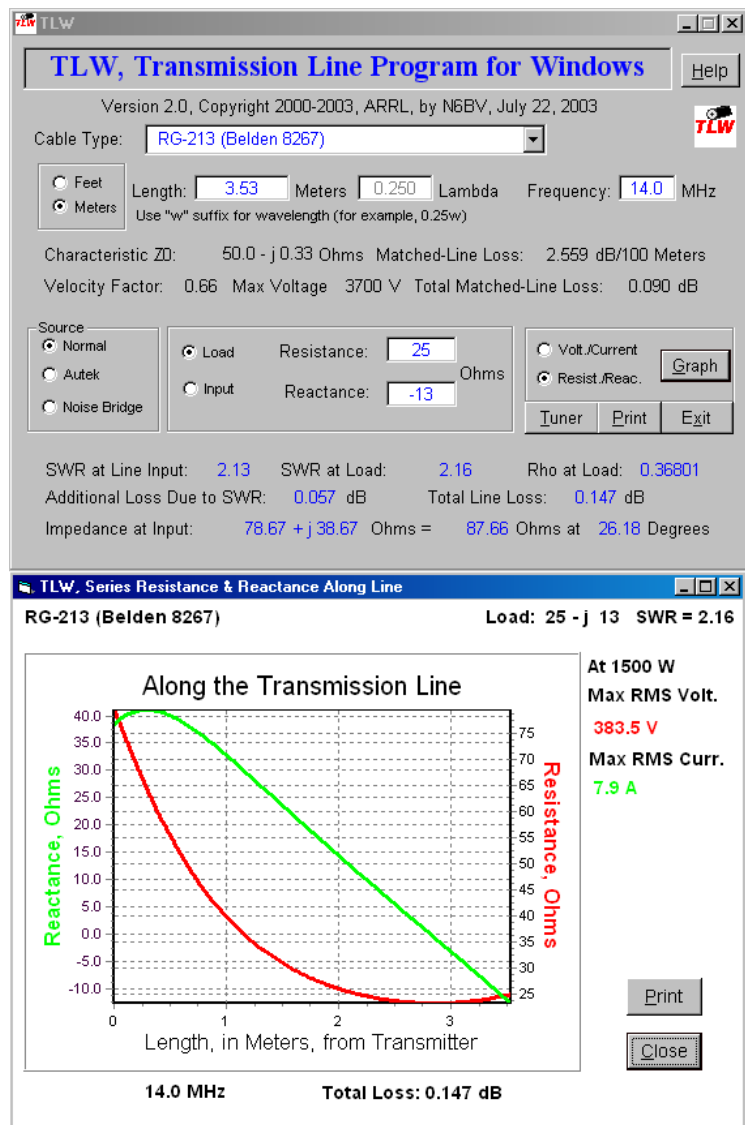 TLW
TLW, Transmission Line Program for Windows
Help
Version 2.0, Copyright 2000-2003, ARRL, by N6BV, July 22, 2003
TLW
Cable Type: RG-213 (Belden 8267)
Feet
Meters
Length: 3.53 Meters 0.250 Lambda Frequency: 14.0 MHz
Use "w" suffix for wavelength (for example, 0.25w)
Characteristic Z0: 50.0 - j 0.33 Ohms Matched-Line Loss: 2.559 dB/100 Meters
Velocity Factor: 0.66 Max Voltage 3700 V Total Matched-Line Loss: 0.090 dB
Source
Normal
Autek
Noise Bridge
Load
Input
Resistance: 25
Reactance: -13
Ohms
Volt./Current
Resist./Reac.
Graph
Tuner Print Exit
SWR at Line Input: 2.13 SWR at Load: 2.16 Rho at Load: 0.36801
Additional Loss Due to SWR: 0.057 dB Total Line Loss: 0.147 dB
Impedance at Input: 78.67 + j 38.67 Ohms = 87.66 Ohms at 26.18 Degrees
TLW, Series Resistance & Reactance Along Line
RG-213 (Belden 8267) Load: 25 - j 13 SWR = 2.16
Along the Transmission Line
Reactance, Ohms
40.0
35.0
30.0
25.0
20.0
15.0
10.0
5.0
0.0
-5.0
-10.0
75
70
65
60
55
50
45
40
35
30
25
Resistance, Ohms
0 1 2 3
Length, in Meters, from Transmitter
At 1500 W
Max RMS Volt.
383.5 V
Max RMS Curr.
7.9 A
Print
Close
14.0 MHz Total Loss: 0.147 dB